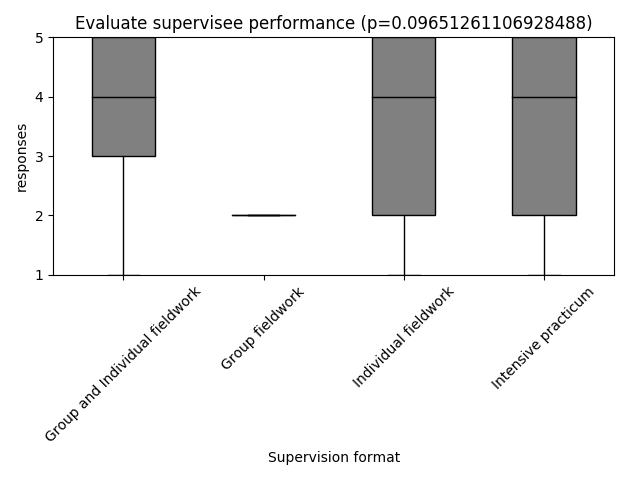 Evaluate supervisee performance (p=0.09651261106928488)
5
4
3
2
1
responses
Group and Individual fieldwork
Group fieldwork
Individual fieldwork
Intensive practicum
Supervision format